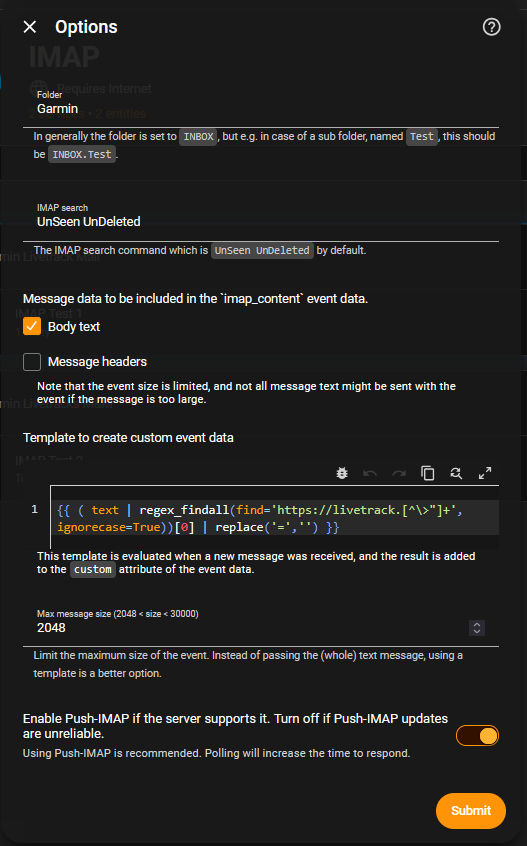 Options
IMAP
Requires Internet
2 entities
Folder
Garmin
In generally the folder is set to INBOX , but e.g. in case of a sub folder, named Test , this should
be INBOX.Test .
IMAP search
UnSeen UnDeleted
The IMAP search command which is UnSeen UnDeleted by default.
Message data to be included in the `imap_content` event data.
Body text
Message headers
Note that the event size is limited, and not all message text might be sent with the
event if the message is too large.
Template to create custom event data
1 {{ ( text | regex_findall(find='https://livetrack.[^\>"]+',
ignorecase=True))[0] | replace('=','') }}
This template is evaluated when a new message was received, and the result is added
to the custom attribute of the event data.
Max message size (2048 < size < 30000)
2048
Limit the maximum size of the event. Instead of passing the (whole) text message, using a
template is a better option.
Enable Push-IMAP if the server supports it. Turn off if Push-IMAP updates
are unreliable.
Using Push-IMAP is recommended. Polling will increase the time to respond.
Submit